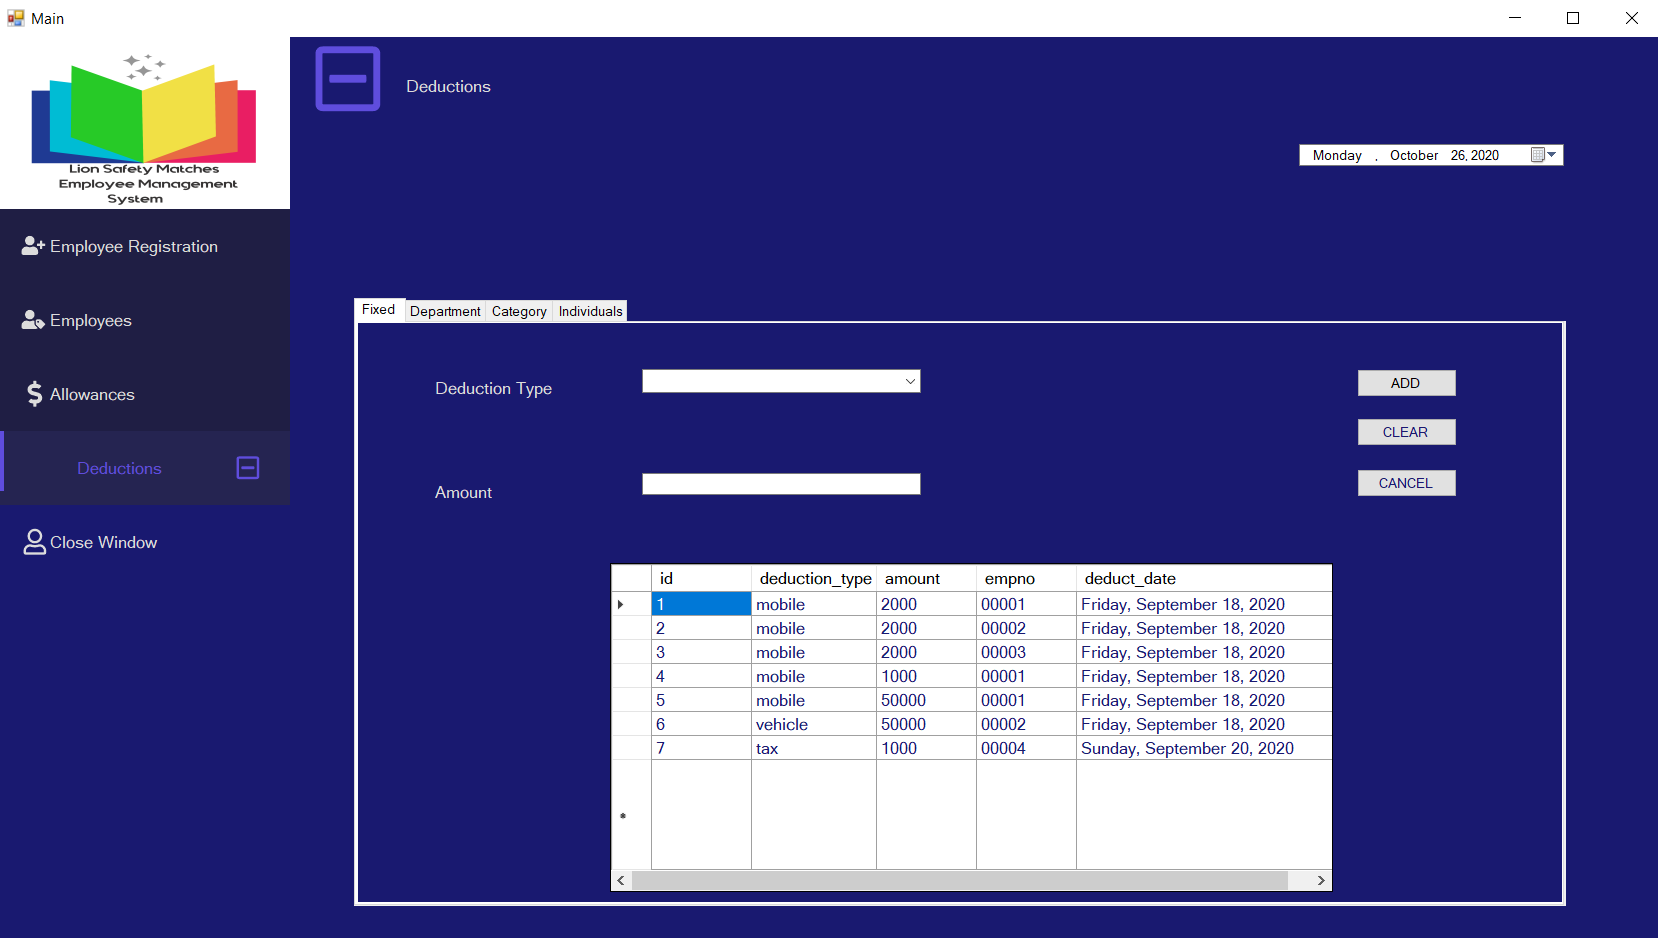 Main
Lion Safety Matches
Employee Management
System
Deductions
Monday , October 26, 2020
Employee Registration
Employees
Allowances
Deductions
Close Window
Fixed Department Category Individuals
Deduction Type
ADD
CLEAR
Amount
CANCEL
id deduction_type amount empno deduct_date
1 mobile 2000 00001 Friday, September 18, 2020
2 mobile 2000 00002 Friday, September 18, 2020
3 mobile 2000 00003 Friday, September 18, 2020
4 mobile 1000 00001 Friday, September 18, 2020
5 mobile 50000 00001 Friday, September 18, 2020
6 vehicle 50000 00002 Friday, September 18, 2020
7 tax 1000 00004 Sunday, September 20, 2020